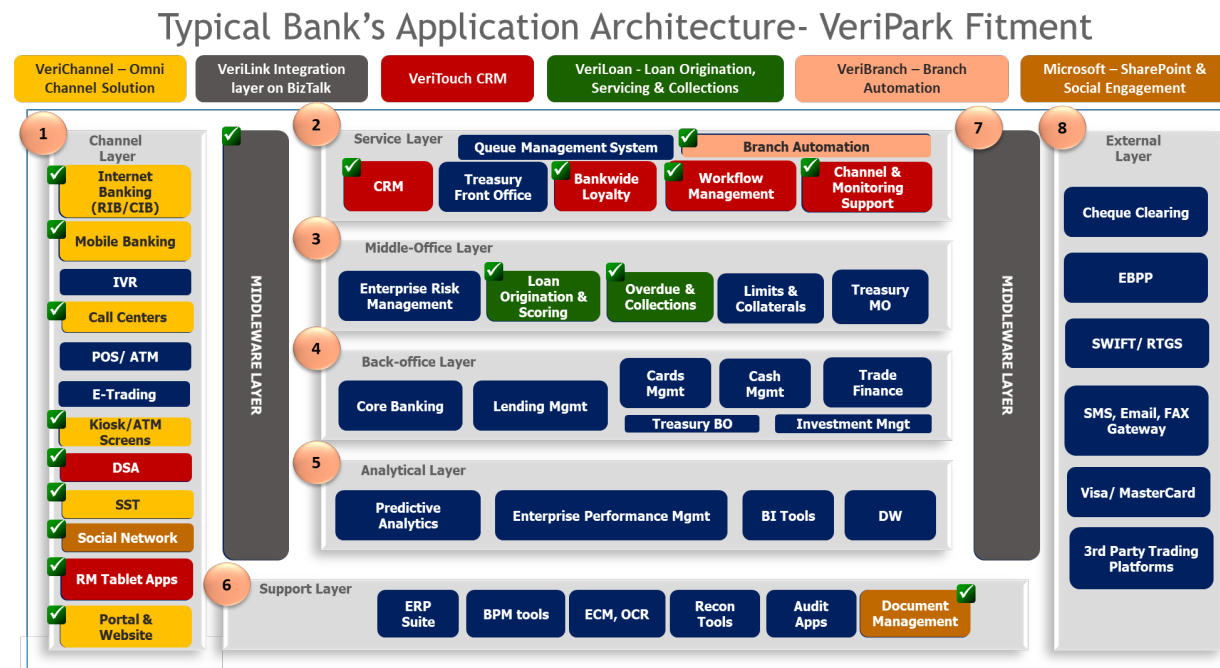 Typical Bank's Application Architecture- VeriPark Fitment
VeriChannel – Omni
Channel Solution
VeriLink Integration
layer on BizTalk
VeriTouch CRM
VeriLoan - Loan Origination,
Servicing & Collections
VeriBranch – Branch
Automation
Microsoft – SharePoint &
Social Engagement
1
Channel
Layer
Internet
Banking
(RIB/CIB)
Mobile Banking
IVR
Call Centers
POS/ ATM
E-Trading
Kiosk/ATM
Screens
DSA
SST
Social Network
RM Tablet Apps
Portal &
Website
MIDDLEWARE LAYER
2
Service Layer
Queue Management System
Branch Automation
CRM
Treasury
Front Office
Bankwide
Loyalty
Workflow
Management
Channel &
Monitoring
Support
3
Middle-Office Layer
Enterprise Risk
Management
Loan
Origination &
Scoring
Overdue &
Collections
Limits &
Collaterals
Treasury
MO
4
Back-office Layer
Core Banking
Lending Mgmt
Cards
Mgmt
Cash
Mgmt
Trade
Finance
Treasury BO
Investment Mngt
5
Analytical Layer
Predictive
Analytics
Enterprise Performance Mgmt
BI Tools
DW
6
Support Layer
ERP
Suite
BPM tools
ECM, OCR
Recon
Tools
Audit
Apps
Document
Management
7
MIDDLEWARE LAYER
8
External
Layer
Cheque Clearing
EBPP
SWIFT/ RTGS
SMS, Email, FAX
Gateway
Visa/ MasterCard
3rd Party Trading
Platforms